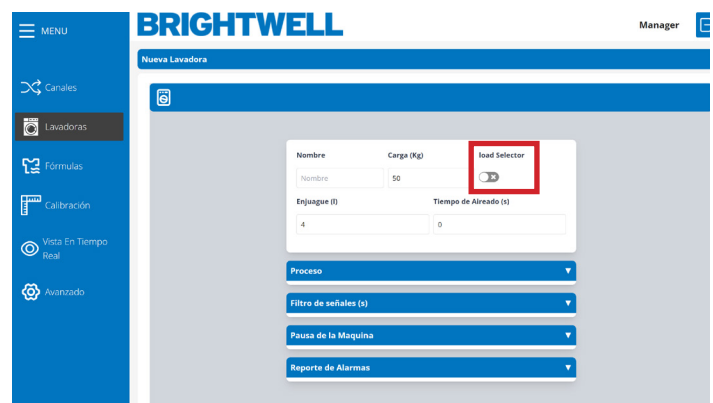 MENU
BRIGHTWELL
Manager
Nueva Lavadora
Canales
Lavadoras
Fórmulas
Calibración
Vista En Tiempo
Real
Avanzado
Nombre Carga (Kg) load Selector
Nombre 50
Enjuague (l) Tiempo de Aireado (s)
4 0
Proceso
Filtro de señales (s)
Pausa de la Maquina
Reporte de Alarmas